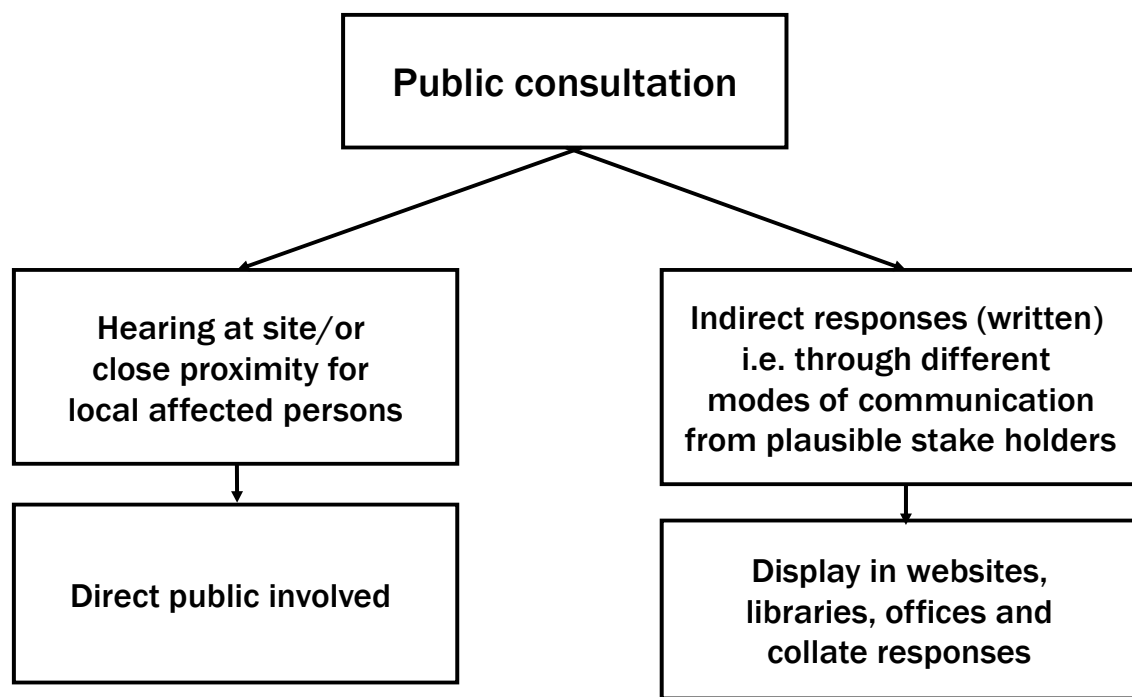 Public consultation
Hearing at site/or
close proximity for
local affected persons
Indirect responses (written)
i.e. through different
modes of communication
from plausible stake holders
Direct public involved
Display in websites,
libraries, offices and
collate responses